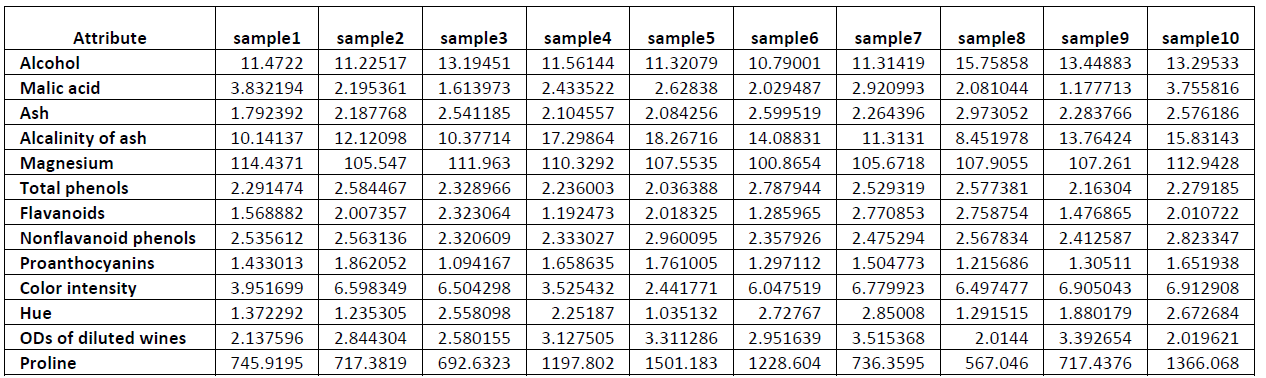 Attribute sample1 sample2 sample3 sample4 sample5 sample6 sample7 sample8 sample9 sample10
Alcohol 11.4722 11.22517 13.19451 11.56144 11.32079 10.79001 11.31419 15.75858 13.44883 13.29533
Malic acid 3.832194 2.195361 1.613973 2.433522 2.62838 2.029487 2.920993 2.081044 1.177713 3.755816
Ash 1.792392 2.187768 2.541185 2.104557 2.084256 2.599519 2.264396 2.973052 2.283766 2.576186
Alcalinity of ash 10.14137 12.12098 10.37714 17.29864 18.26716 14.08831 11.3131 8.451978 13.76424 15.83143
Magnesium 114.4371 105.547 111.963 110.3292 107.5535 100.8654 105.6718 107.9055 107.261 112.9428
Total phenols 2.291474 2.584467 2.328966 2.236003 2.036388 2.787944 2.529319 2.577381 2.16304 2.279185
Flavanoids 1.568882 2.007357 2.323064 1.192473 2.018325 1.285965 2.770853 2.758754 1.476865 2.010722
Nonflavanoid phenols 2.535612 2.563136 2.320609 2.333027 2.960095 2.357926 2.475294 2.567834 2.412587 2.823347
Proanthocyanins 1.433013 1.862052 1.094167 1.658635 1.761005 1.297112 1.504773 1.215686 1.30511 1.651938
Color intensity 3.951699 6.598349 6.504298 3.525432 2.441771 6.047519 6.779923 6.497477 6.905043 6.912908
Hue 1.372292 1.235305 2.558098 2.25187 1.035132 2.72767 2.85008 1.291515 1.880179 2.672684
ODs of diluted wines 2.137596 2.844304 2.580155 3.127505 3.311286 2.951639 3.515368 2.0144 3.392654 2.019621
Proline 745.9195 717.3819 692.6323 1197.802 1501.183 1228.604 736.3595 567.046 717.4376 1366.068